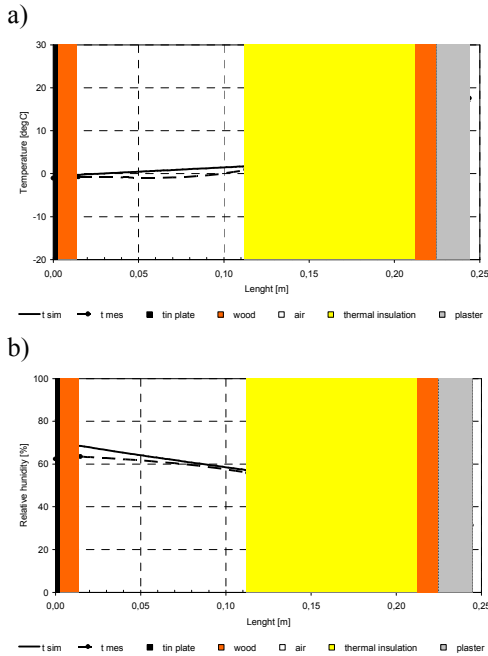 a)
30
20
10
0
-10
-20
Temperature [degC]
0,00 0,05 0,10 0,15 0,20 0,25
Lenght [m]
t sim t mes tin plate wood air thermal insulation plaster
b)
100
80
60
40
20
0
Relative hunidity [%]
0,00 0,05 0,10 0,15 0,20 0,25
Lenght [m]
t sim t mes tin plate wood air thermal insulation plaster